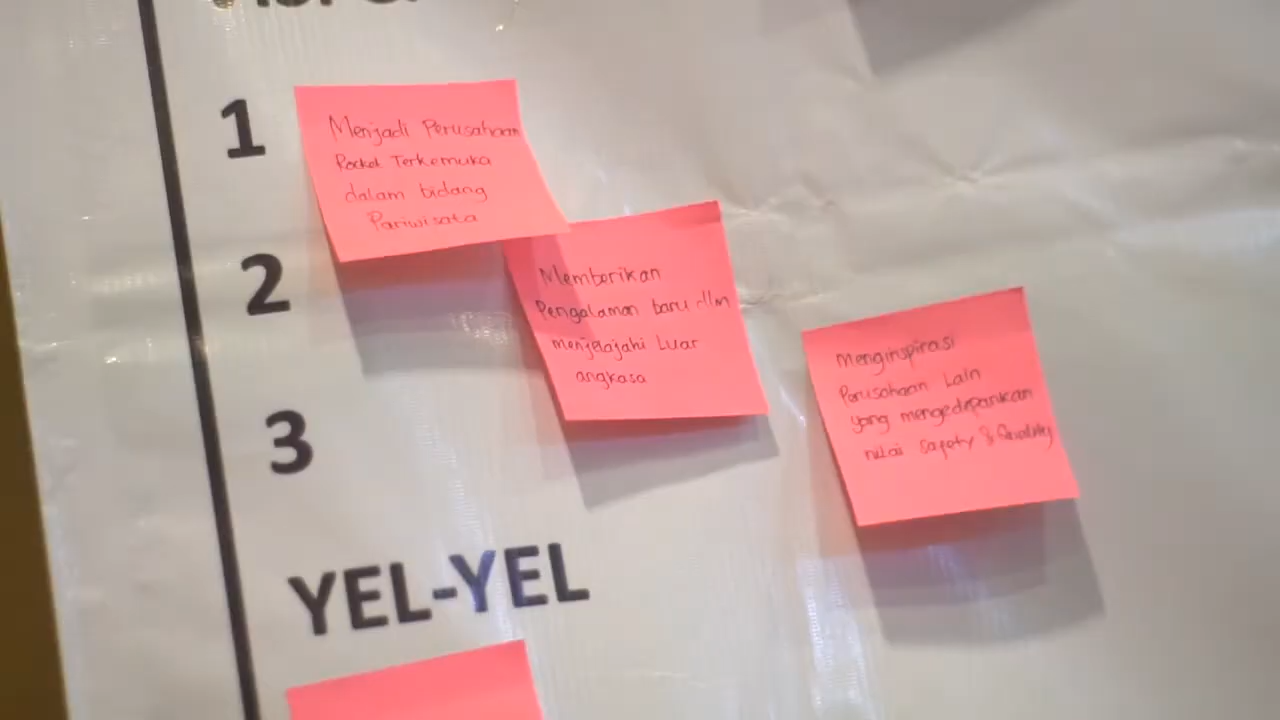 1
Menjadi Perusahaan
Rocket Terkemuka
dalam bidang
Pariwisata
2
Memberikan
Pengalaman baru dlm
menjelajahi Luar
angkasa
3
menginspirasi
Perusahaan Lain
yang mengedepankan
nilai safety & Quality
YEL-YEL